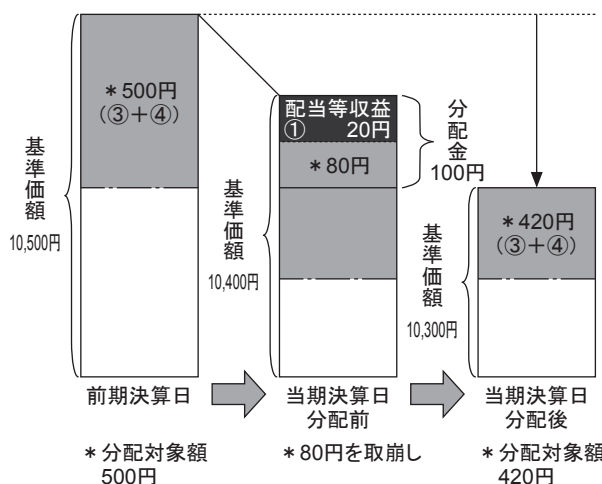 *500円
(③+④)
基準価額
10,500円
配当等収益
① 20円
*80円
分配金
100円
基準価額
10,400円
*420円
(③+④)
基準価額
10,300円
前期決算日
当期決算日
分配前
当期決算日
分配後
*分配対象額
500円
*80円を取崩し
*分配対象額
420円